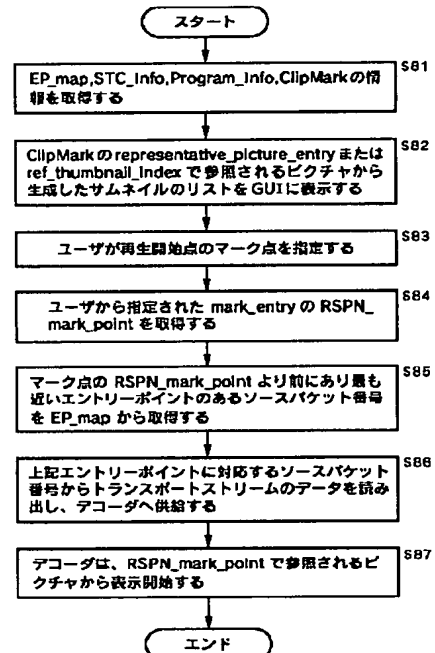 スタート
S81
EP_map,STC_Info,Program_Info,ClipMarkの情
報を取得する
S82
ClipMarkのrepresentative_picture_entryまたは
ref_thumbnail_indexで参照されるピクチャから
生成したサムネイルのリストをGUIに表示する
S83
ユーザが再生開始点のマーク点を指定する
S84
ユーザから指定された mark_entry の RSPN_
mark_point を取得する
S85
マーク点の RSPN_mark_point より前にあり最も
近いエントリーポイントのあるソースパケット番号
を EP_map から取得する
S86
上記エントリーポイントに対応するソースパケット
番号からトランスポートストリームのデータを読み
出し、デコーダへ供給する
S87
デコーダは、RSPN_mark_pointで参照されるピ
クチャから表示開始する
エンド